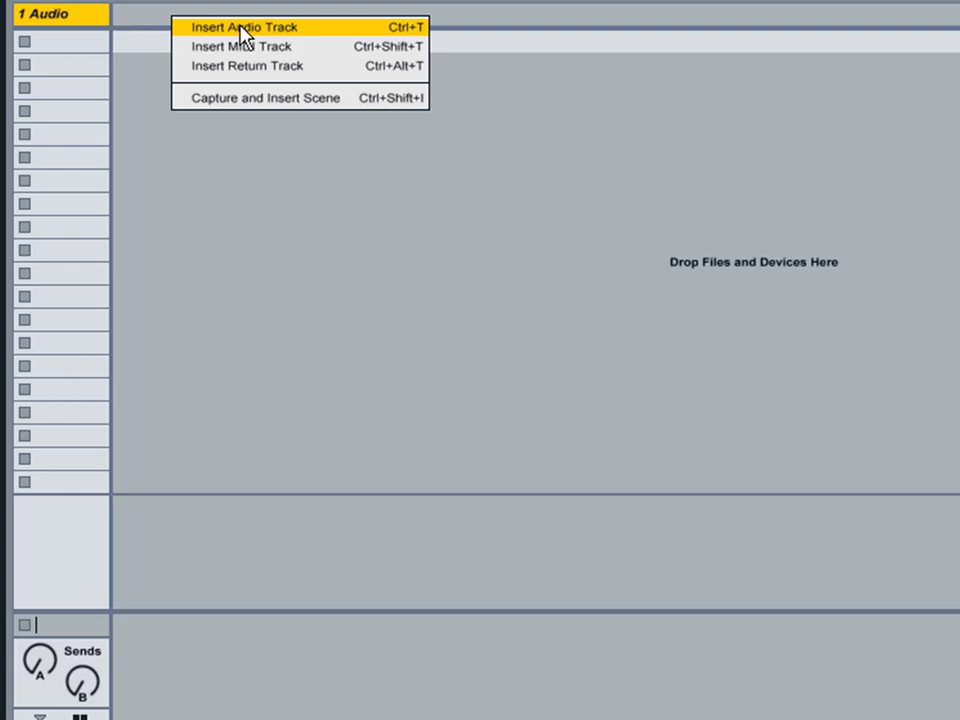 1 Audio
Insert Audio Track Ctrl+T
Insert Midi Track Ctrl+Shift+T
Insert Return Track Ctrl+Alt+T
Capture and Insert Scene Ctrl+Shift+I
Drop Files and Devices Here
Sends
A
B